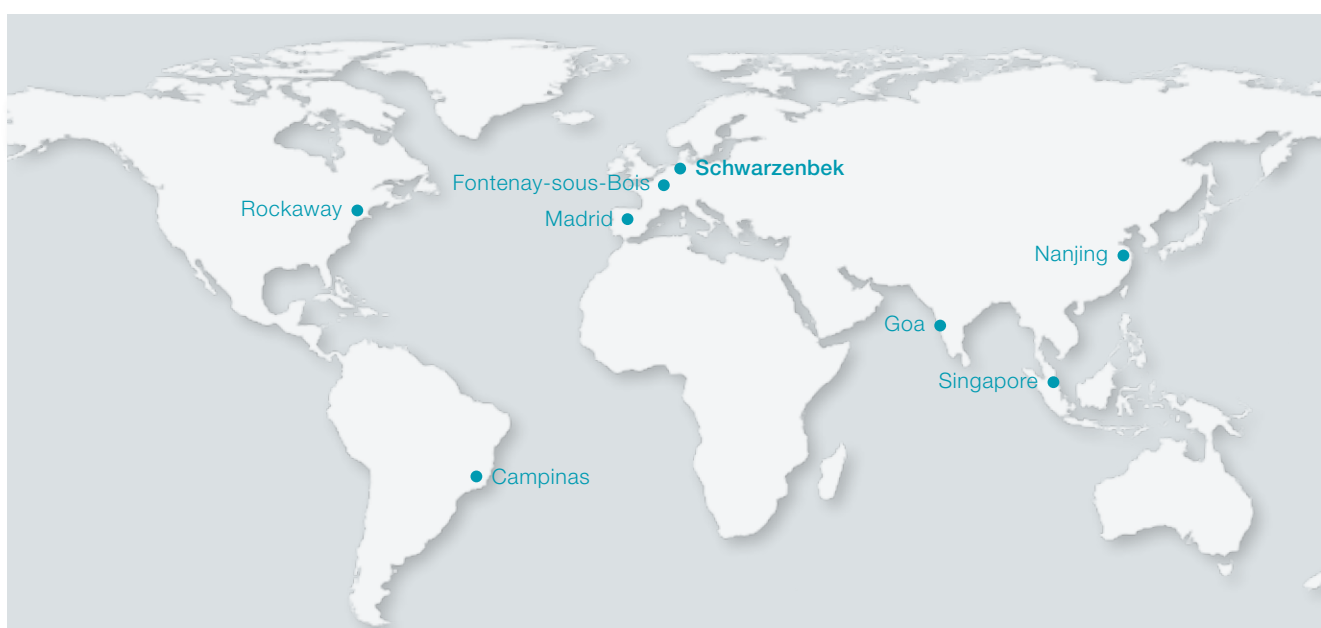 Schwarzenbek
Fontenay-sous-Bois
Rockaway
Madrid
Nanjing
Goa
Singapore
Campinas